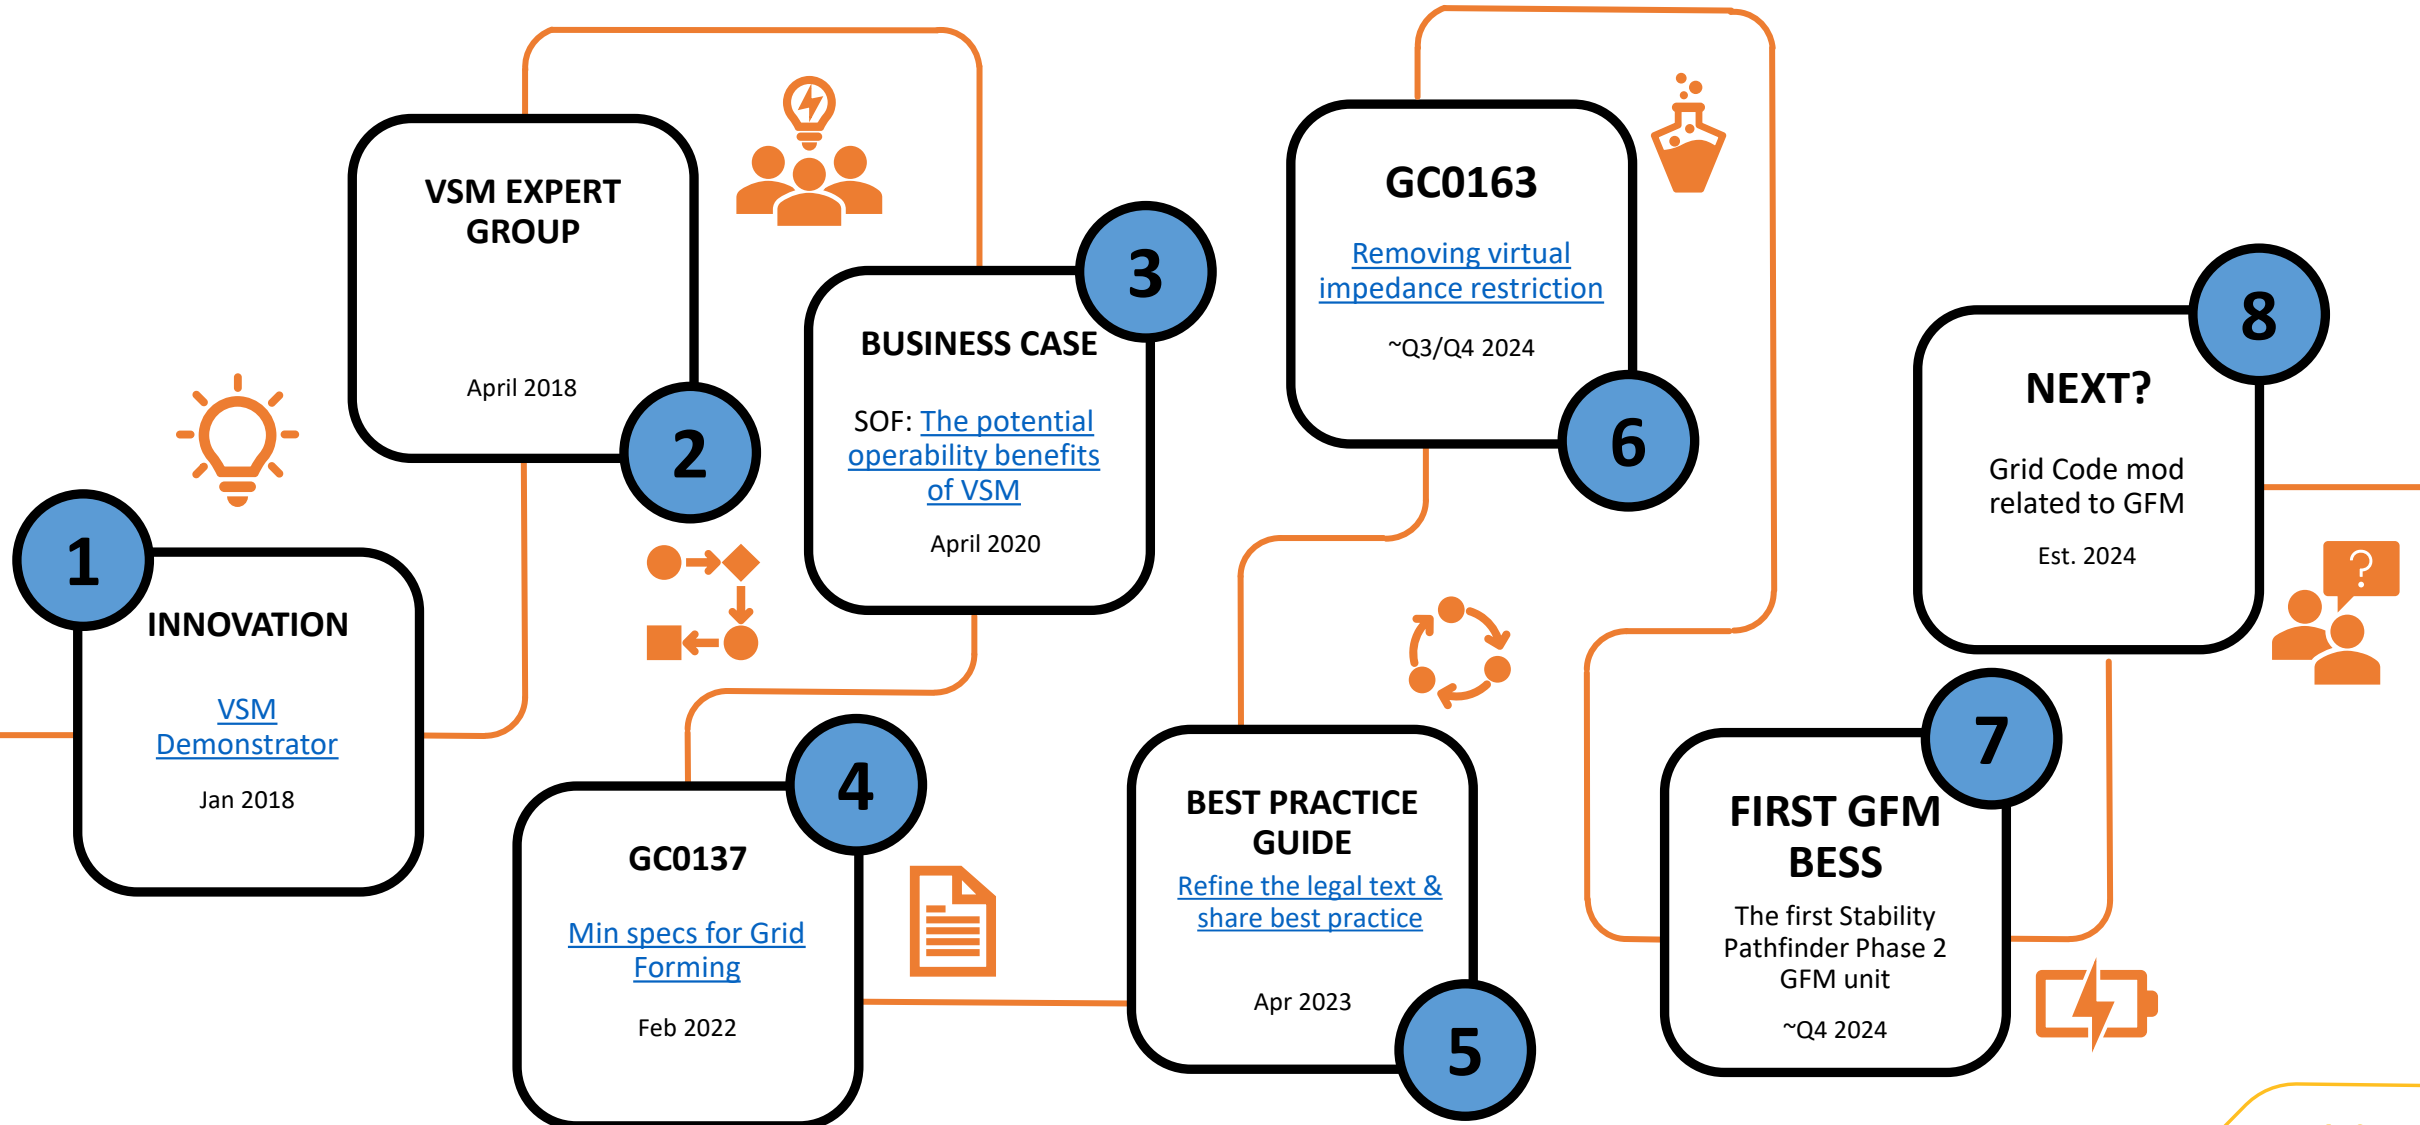 1
INNOVATION
VSM
Demonstrator
Jan 2018
VSM EXPERT
GROUP
April 2018
2
3
BUSINESS CASE
SOF: The potential
operability benefits
of VSM
April 2020
4
GC0137
Min specs for Grid
Forming
Feb 2022
BEST PRACTICE
GUIDE
Refine the legal text &
share best practice
Apr 2023
5
GC0163
Removing virtual
impedance restriction
~Q3/Q4 2024
6
7
FIRST GFM
BESS
The first Stability
Pathfinder Phase 2
GFM unit
~Q4 2024
8
NEXT?
Grid Code mod
related to GFM
Est. 2024
?